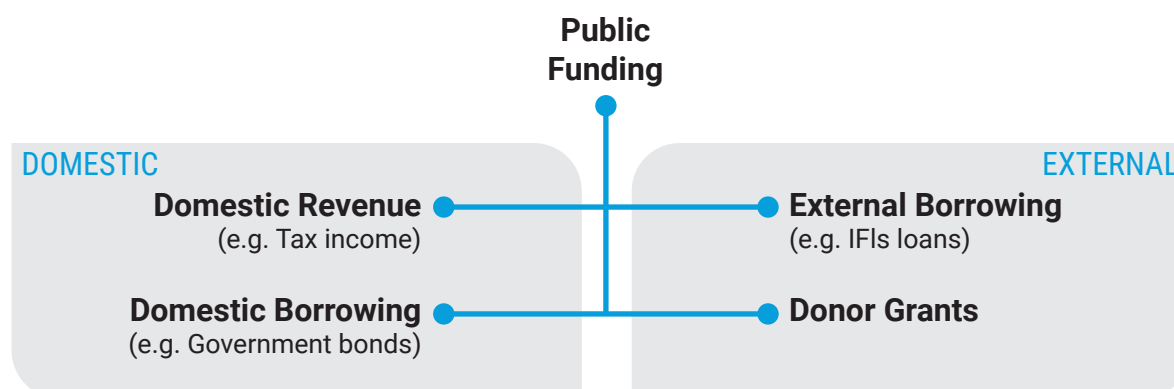 Public
Funding
DOMESTIC
Domestic Revenue
(e.g. Tax income)
Domestic Borrowing
(e.g. Government bonds)
EXTERNAL
External Borrowing
(e.g. IFIs loans)
Donor Grants